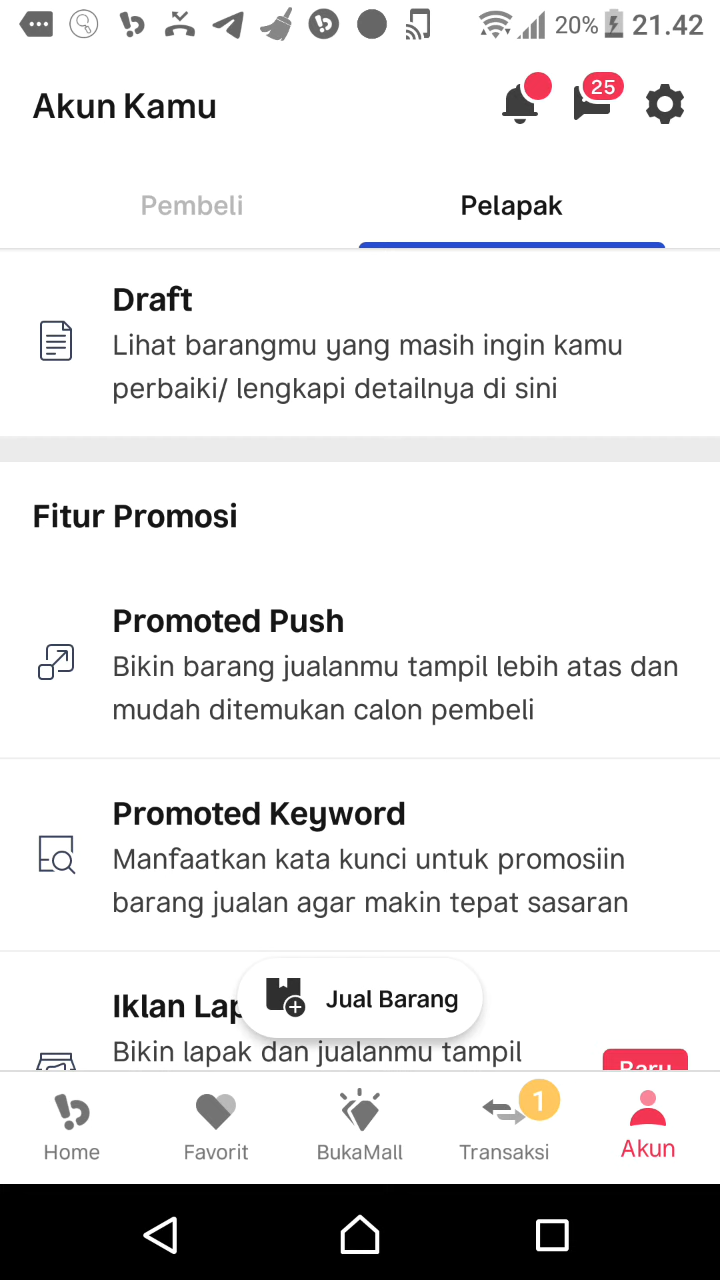 20% 21.42
Akun Kamu
25
Pembeli Pelapak
Draft
Lihat barangmu yang masih ingin kamu
perbaiki/ lengkapi detailnya di sini
Fitur Promosi
Promoted Push
Bikin barang jualanmu tampil lebih atas dan
mudah ditemukan calon pembeli
Promoted Keyword
Manfaatkan kata kunci untuk promosiin
barang jualan agar makin tepat sasaran
Iklan
Jual Barang
Bikin lapak dan jualanmu tampil
Baru
1
Home Favorit BukaMall Transaksi Akun